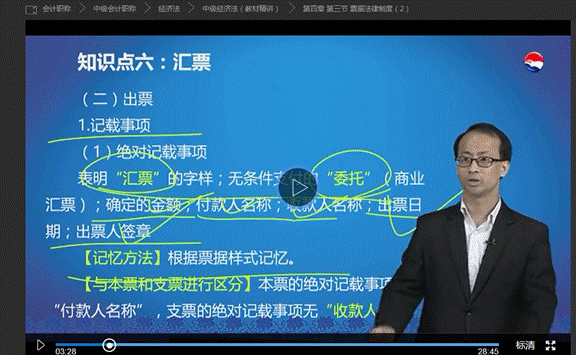 会计职称 > 中级会计职称 > 经济法 > 中级经济法（教材精讲） > 第四章 第三节 票据法律制度（2）
知识点六：汇票
（二）出票
1.记载事项
（1）绝对记载事项
表明“汇票”的字样；无条件支付的“委托”（商业
汇票）；确定的金额；付款人名称；收款人名称；出票日
期；出票人签章
【记忆方法】根据票据样式记忆。
【与本票和支票进行区分】本票的绝对记载事项
“付款人名称”，支票的绝对记载事项无“收款人
03:28
28:45
标清